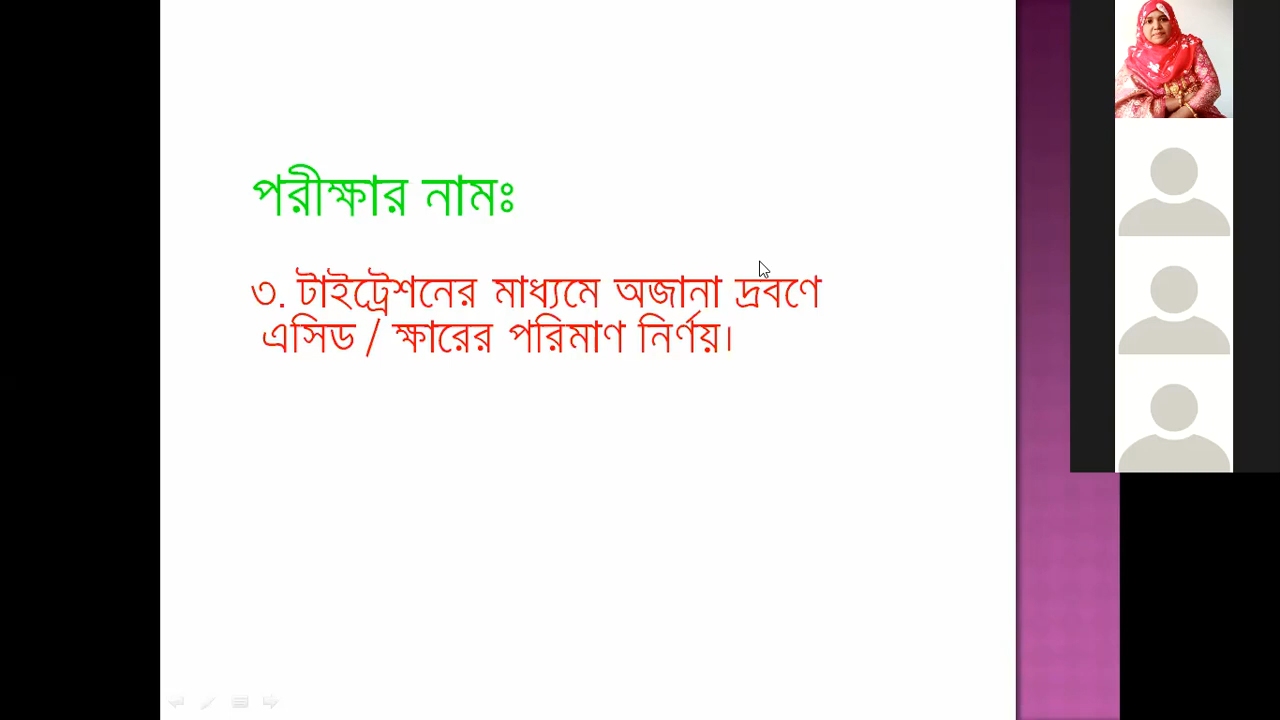 পরীক্ষার নামঃ
৩. টাইট্রেশনের মাধ্যমে অজানা দ্রবণে
এসিড / ক্ষারের পরিমাণ নির্ণয়।